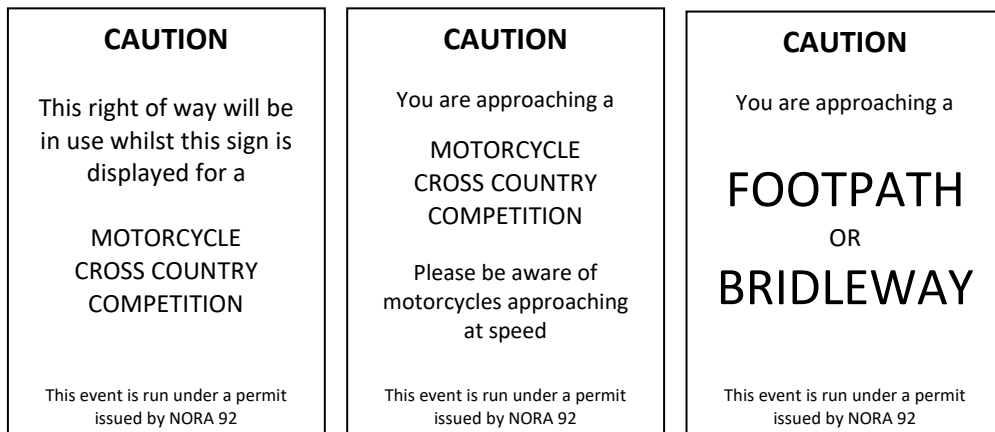 CAUTION
This right of way will be
in use whilst this sign is
displayed for a
MOTORCYCLE
CROSS COUNTRY
COMPETITION
This event is run under a permit
issued by NORA 92
CAUTION
You are approaching a
MOTORCYCLE
CROSS COUNTRY
COMPETITION
Please be aware of
motorcycles approaching
at speed
This event is run under a permit
issued by NORA 92
CAUTION
You are approaching a
FOOTPATH
OR
BRIDLEWAY
This event is run under a permit
issued by NORA 92